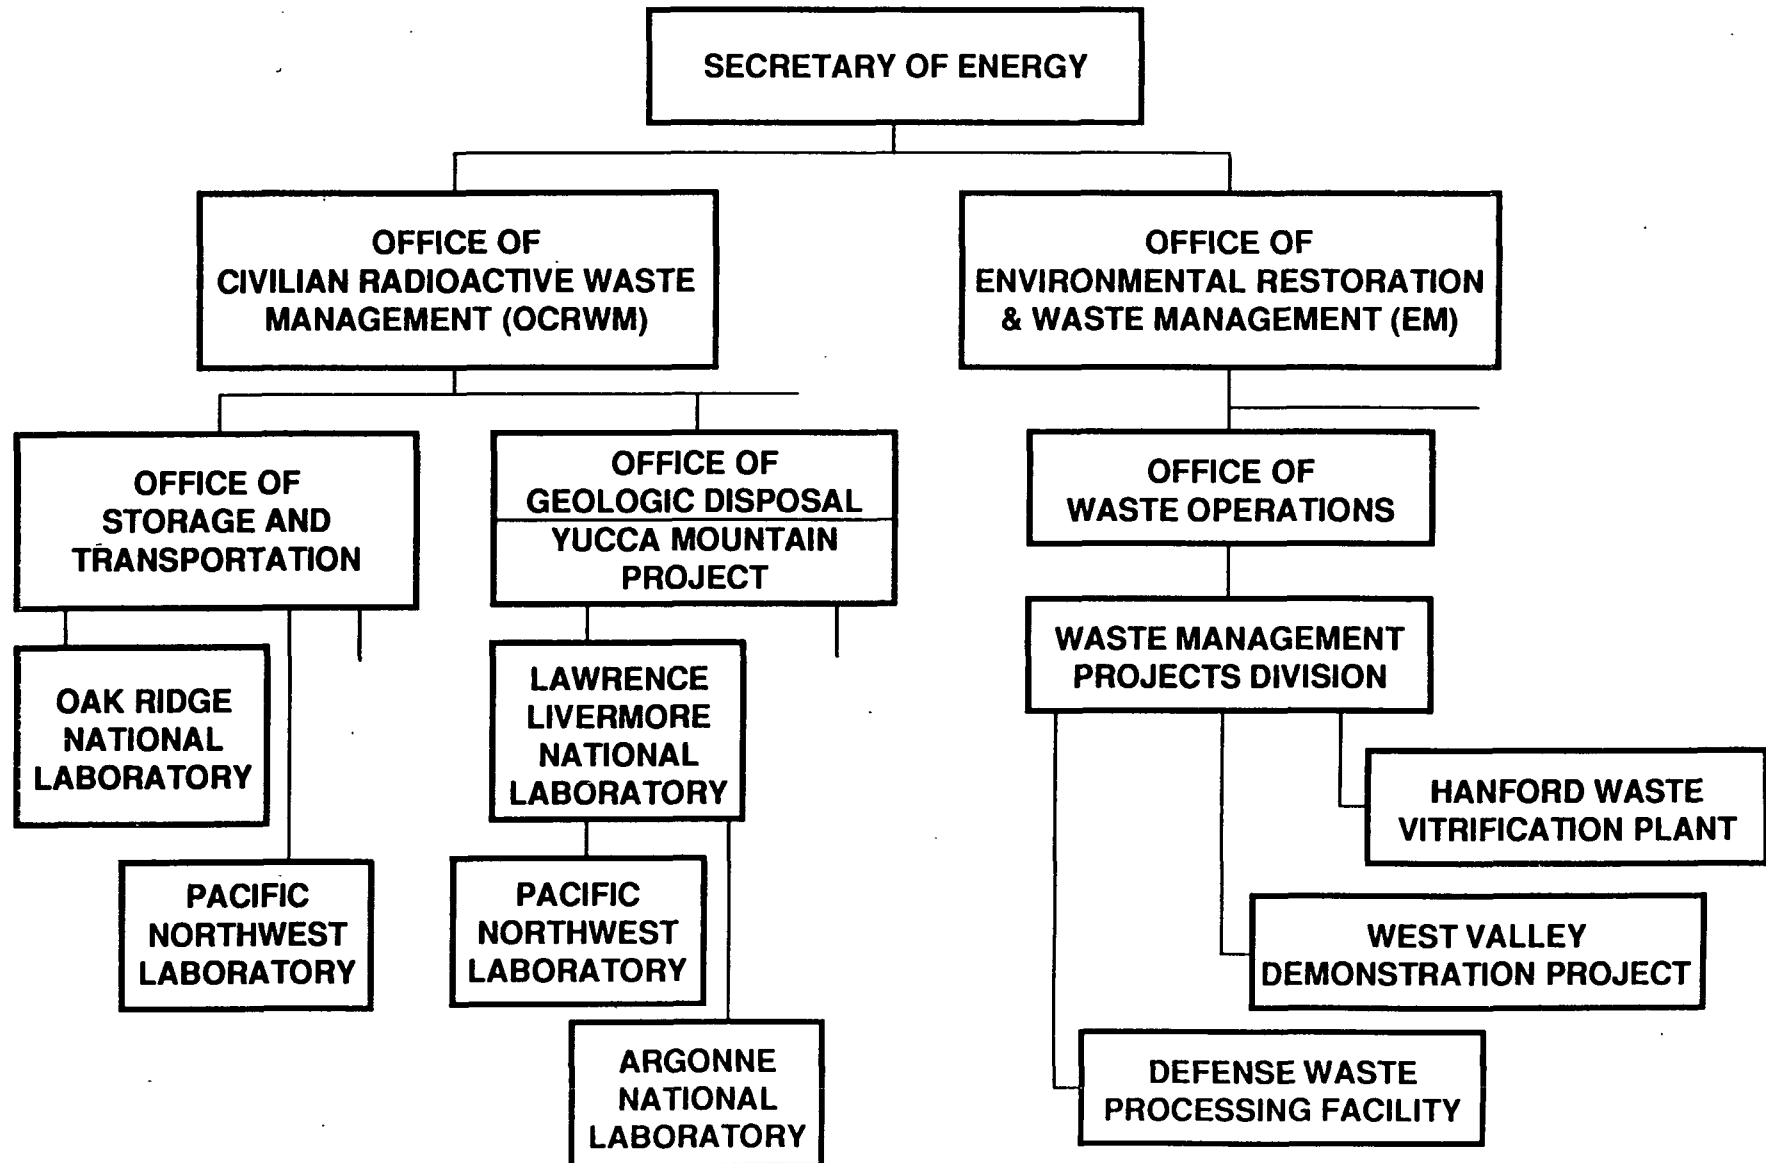 SECRETARY OF ENERGY
OFFICE OF
CIVILIAN RADIOACTIVE WASTE
MANAGEMENT (OCRWM)
OFFICE OF
ENVIRONMENTAL RESTORATION
& WASTE MANAGEMENT (EM)
OFFICE OF
STORAGE AND
TRANSPORTATION
OFFICE OF
GEOLOGIC DISPOSAL
YUCCA MOUNTAIN
PROJECT
OFFICE OF
WASTE OPERATIONS
WASTE MANAGEMENT
PROJECTS DIVISION
OAK RIDGE
NATIONAL
LABORATORY
LAWRENCE
LIVERMORE
NATIONAL
LABORATORY
HANFORD WASTE
VITRIFICATION PLANT
PACIFIC
NORTHWEST
LABORATORY
PACIFIC
NORTHWEST
LABORATORY
WEST VALLEY
DEMONSTRATION PROJECT
ARGONNE
NATIONAL
LABORATORY
DEFENSE WASTE
PROCESSING FACILITY